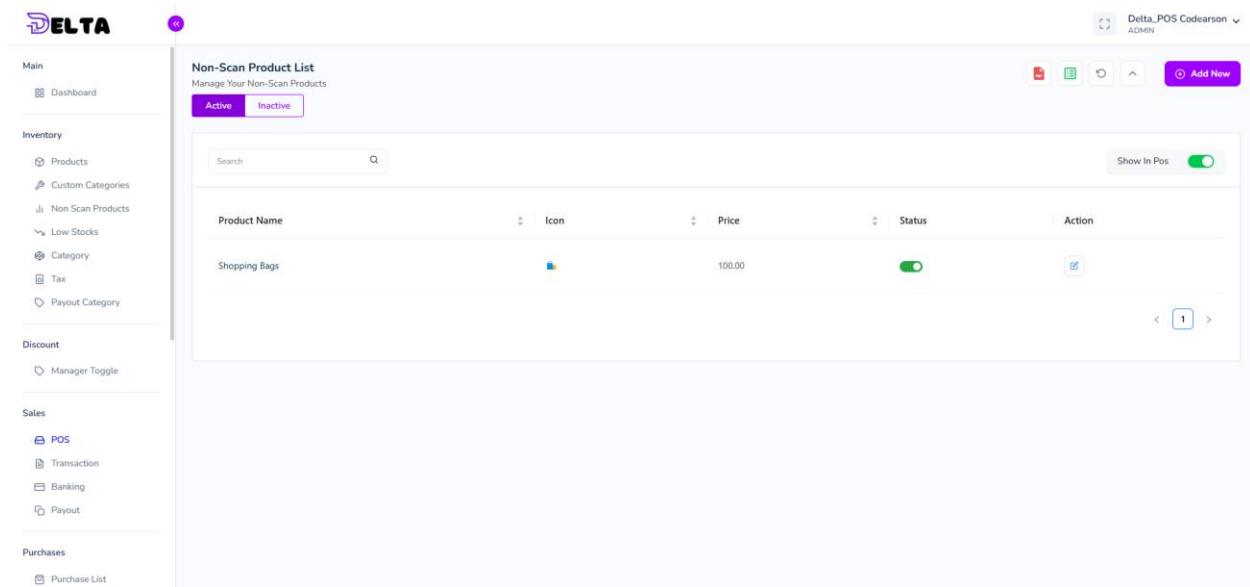 DELTA
Delta_POS Codearson
ADMIN
Main
Dashboard
Inventory
Products
Custom Categories
Non Scan Products
Low Stocks
Category
Tax
Payout Category
Discount
Manager Toggle
Sales
POS
Transaction
Banking
Payout
Purchases
Purchase List
Non-Scan Product List
Manage Your Non-Scan Products
Add New
Active Inactive
Search
Show In Pos
Product Name Icon Price Status Action
Shopping Bags 100.00
< 1 >